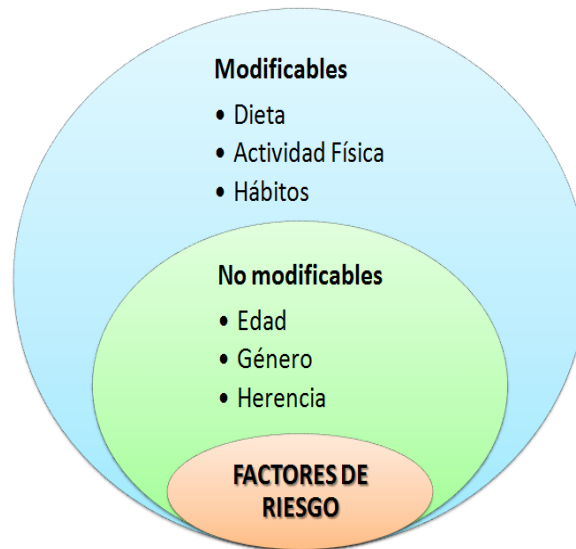 Modificables
• Dieta
• Actividad Física
• Hábitos
No modificables
• Edad
• Género
• Herencia
FACTORES DE
RIESGO